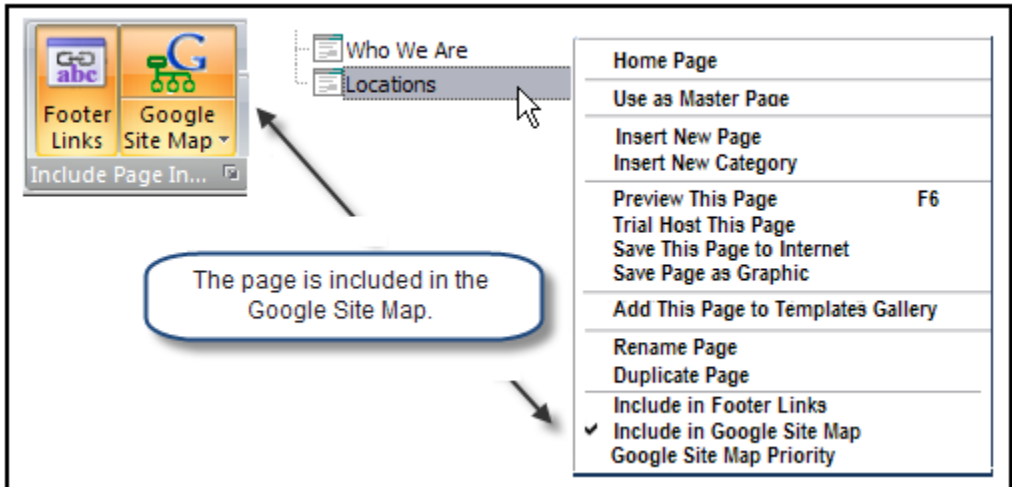 abc
G
Footer
Links
Google
Site Map
Include Page In...
Who We Are
Locations
The page is included in the
Google Site Map.
Home Page
Use as Master Page
Insert New Page
Insert New Category
Preview This Page F6
Trial Host This Page
Save This Page to Internet
Save Page as Graphic
Add This Page to Templates Gallery
Rename Page
Duplicate Page
Include in Footer Links
Include in Google Site Map
Google Site Map Priority